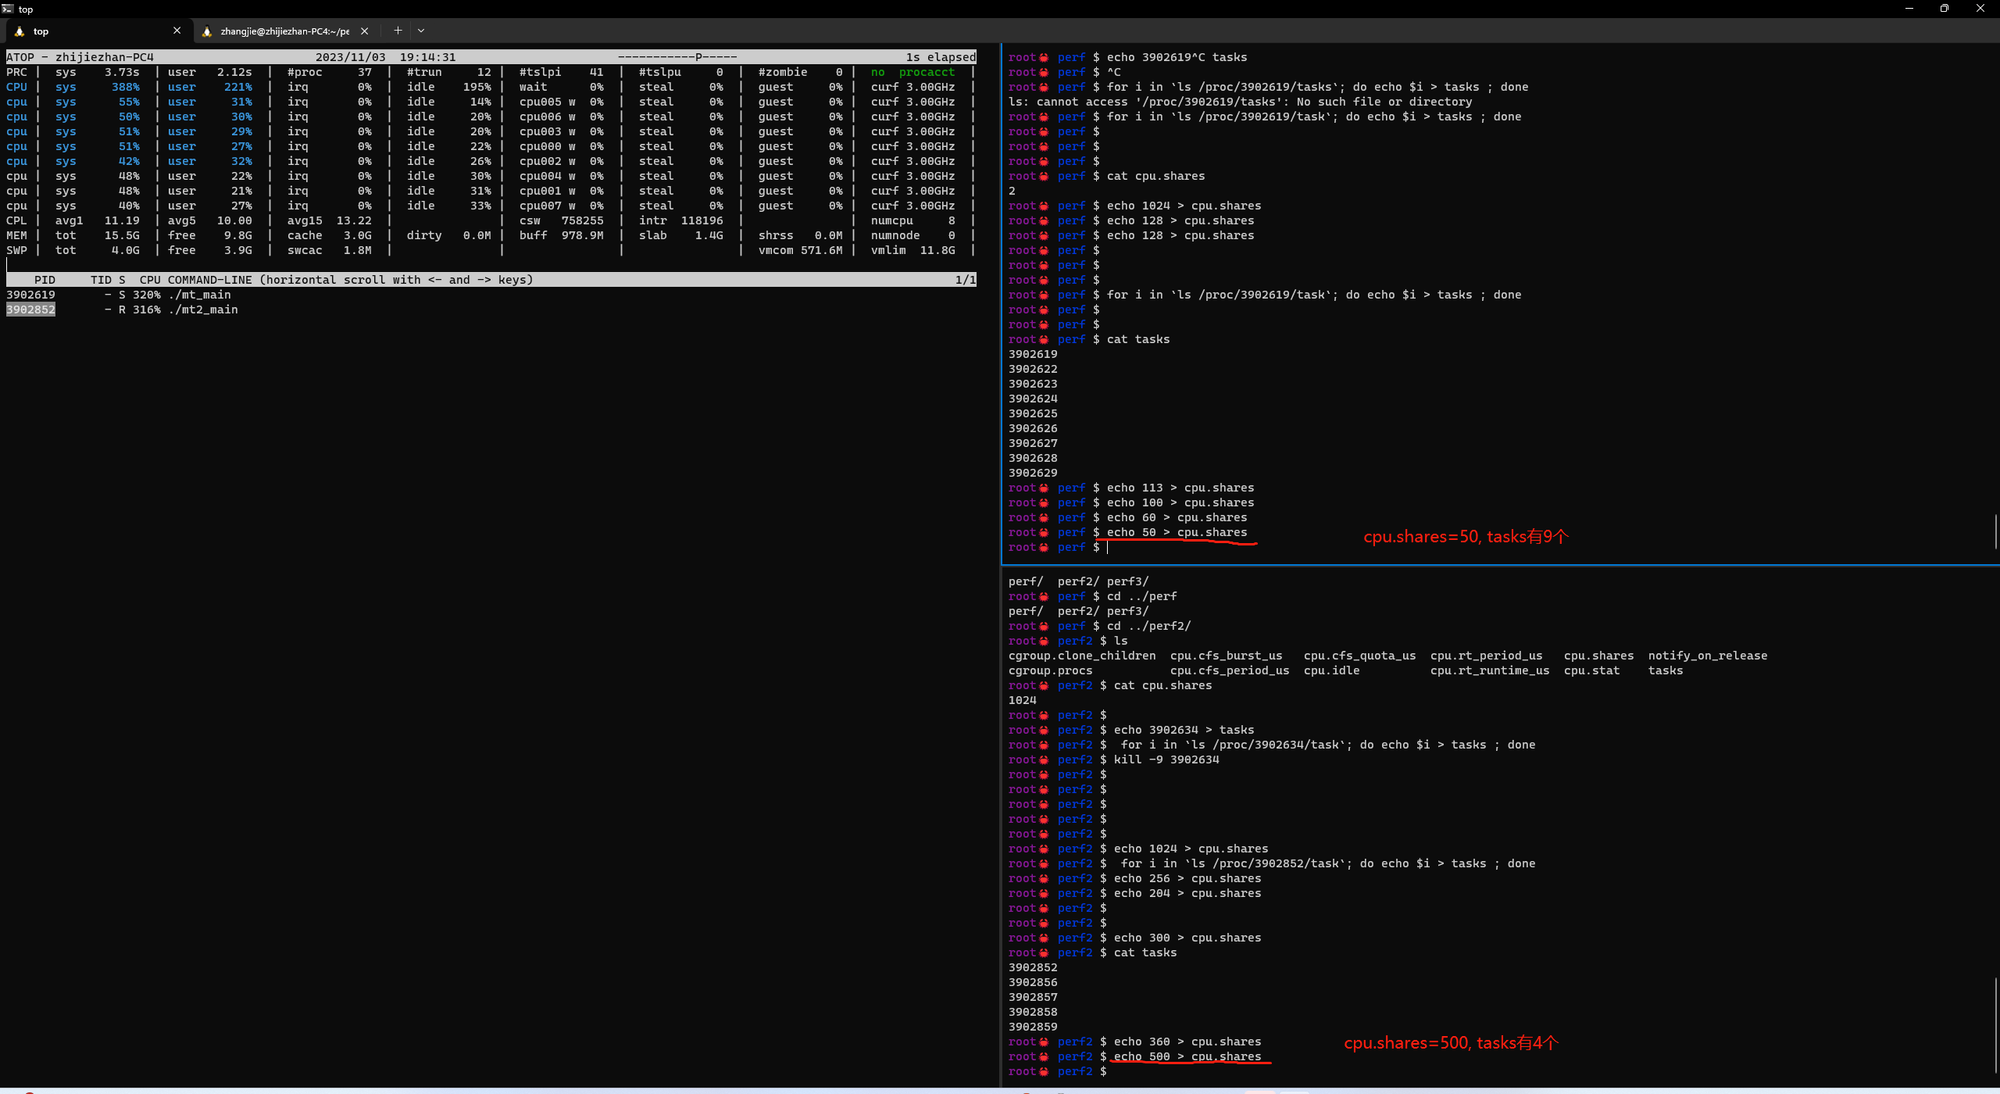 top
top
zhangjie@zhijiezhan-PC4:~/pe
ATOP - zhijiezhan-PC4 2023/11/03 19:14:31 -----------P----- 1s elapsed
PRC | sys 3.73s | user 2.12s | #proc 37 | #trun 12 | #tslpi 41 | #tslpu 0 | #zombie 0 | no procacct |
CPU | sys 388% | user 221% | irq 0% | idle 195% | wait 0% | steal 0% | guest 0% | curf 3.00GHz |
cpu | sys 55% | user 31% | irq 0% | idle 14% | cpu005 w 0% | steal 0% | guest 0% | curf 3.00GHz |
cpu | sys 50% | user 30% | irq 0% | idle 20% | cpu006 w 0% | steal 0% | guest 0% | curf 3.00GHz |
cpu | sys 51% | user 29% | irq 0% | idle 20% | cpu003 w 0% | steal 0% | guest 0% | curf 3.00GHz |
cpu | sys 51% | user 27% | irq 0% | idle 22% | cpu000 w 0% | steal 0% | guest 0% | curf 3.00GHz |
cpu | sys 42% | user 32% | irq 0% | idle 26% | cpu002 w 0% | steal 0% | guest 0% | curf 3.00GHz |
cpu | sys 48% | user 22% | irq 0% | idle 30% | cpu004 w 0% | steal 0% | guest 0% | curf 3.00GHz |
cpu | sys 48% | user 21% | irq 0% | idle 31% | cpu001 w 0% | steal 0% | guest 0% | curf 3.00GHz |
cpu | sys 40% | user 27% | irq 0% | idle 33% | cpu007 w 0% | steal 0% | guest 0% | curf 3.00GHz |
CPL | avg1 11.19 | avg5 10.00 | avg15 13.22 | | csw 758255 | intr 118196 | | numcpu 8 |
MEM | tot 15.5G | free 9.8G | cache 3.0G | dirty 0.0M | buff 978.9M | slab 1.4G | shrss 0.0M | numnode 0 |
SWP | tot 4.0G | free 3.9G | swcac 1.8M | | | | vmcom 571.6M | vmlim 11.8G |
PID TID S CPU COMMAND-LINE (horizontal scroll with <- and -> keys) 1/1
3902619 - S 320% ./mt_main
3902852 - R 316% ./mt2_main
root perf $ echo 3902619^C tasks
root perf $ ^C
root perf $ for i in `ls /proc/3902619/tasks`; do echo $i > tasks ; done
ls: cannot access '/proc/3902619/tasks': No such file or directory
root perf $ for i in `ls /proc/3902619/task`; do echo $i > tasks ; done
root perf $
root perf $
root perf $
root perf $ cat cpu.shares
2
root perf $ echo 1024 > cpu.shares
root perf $ echo 128 > cpu.shares
root perf $ echo 128 > cpu.shares
root perf $
root perf $
root perf $
root perf $ for i in `ls /proc/3902619/task`; do echo $i > tasks ; done
root perf $
root perf $
root perf $ cat tasks
3902619
3902622
3902623
3902624
3902625
3902626
3902627
3902628
3902629
root perf $ echo 113 > cpu.shares
root perf $ echo 100 > cpu.shares
root perf $ echo 60 > cpu.shares
root perf $ echo 50 > cpu.shares
cpu.shares=50, tasks有9个
root perf $
perf/ perf2/ perf3/
root perf $ cd ../perf
perf/ perf2/ perf3/
root perf $ cd ../perf2/
root perf2 $ ls
cgroup.clone_children cpu.cfs_burst_us cpu.cfs_quota_us cpu.rt_period_us cpu.shares notify_on_release
cgroup.procs cpu.cfs_period_us cpu.idle cpu.rt_runtime_us cpu.stat tasks
root perf2 $ cat cpu.shares
1024
root perf2 $
root perf2 $ echo 3902634 > tasks
root perf2 $ for i in `ls /proc/3902634/task`; do echo $i > tasks ; done
root perf2 $ kill -9 3902634
root perf2 $
root perf2 $
root perf2 $
root perf2 $
root perf2 $
root perf2 $ echo 1024 > cpu.shares
root perf2 $ for i in `ls /proc/3902852/task`; do echo $i > tasks ; done
root perf2 $ echo 256 > cpu.shares
root perf2 $ echo 204 > cpu.shares
root perf2 $
root perf2 $
root perf2 $ echo 300 > cpu.shares
root perf2 $ cat tasks
3902852
3902856
3902857
3902858
3902859
root perf2 $ echo 360 > cpu.shares
cpu.shares=500, tasks有4个
root perf2 $ echo 500 > cpu.shares
root perf2 $